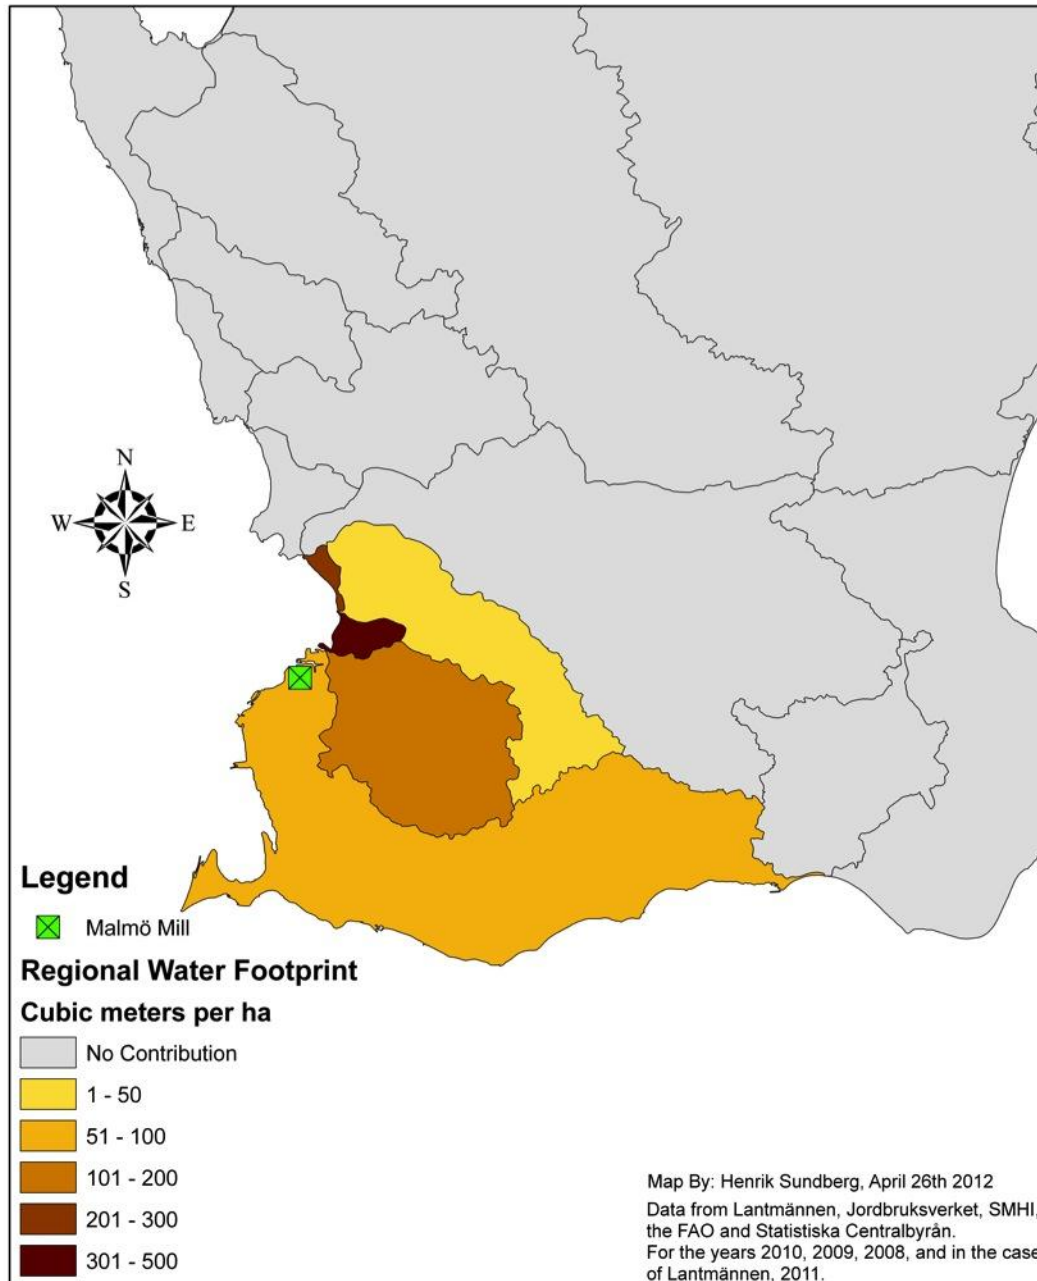 N
W
E
S
Legend
Malmö Mill
Regional Water Footprint
Cubic meters per ha
No Contribution
1 - 50
51 - 100
101 - 200
201 - 300
301 - 500
Map By: Henrik Sundberg, April 26th 2012
Data from Lantmännen, Jordbruksverket, SMHI,
the FAO and Statistiska Centralbyrån.
For the years 2010, 2009, 2008, and in the case
of Lantmännen, 2011.